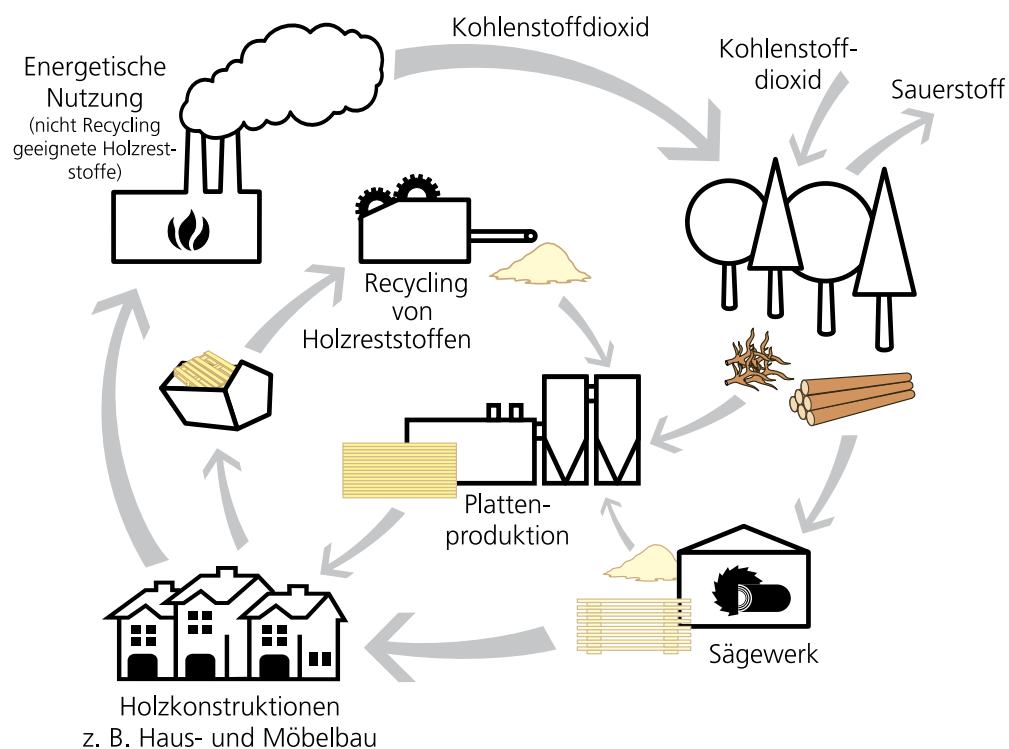 Kohlenstoffdioxid
Kohlenstoff-
dioxid
Sauerstoff
Energetische
Nutzung
(nicht Recycling
geeignete Holzrest-
stoffe)
Recycling
von
Holzreststoffen
Platten-
produktion
Sägewerk
Holzkonstruktionen
z. B. Haus- und Möbelbau